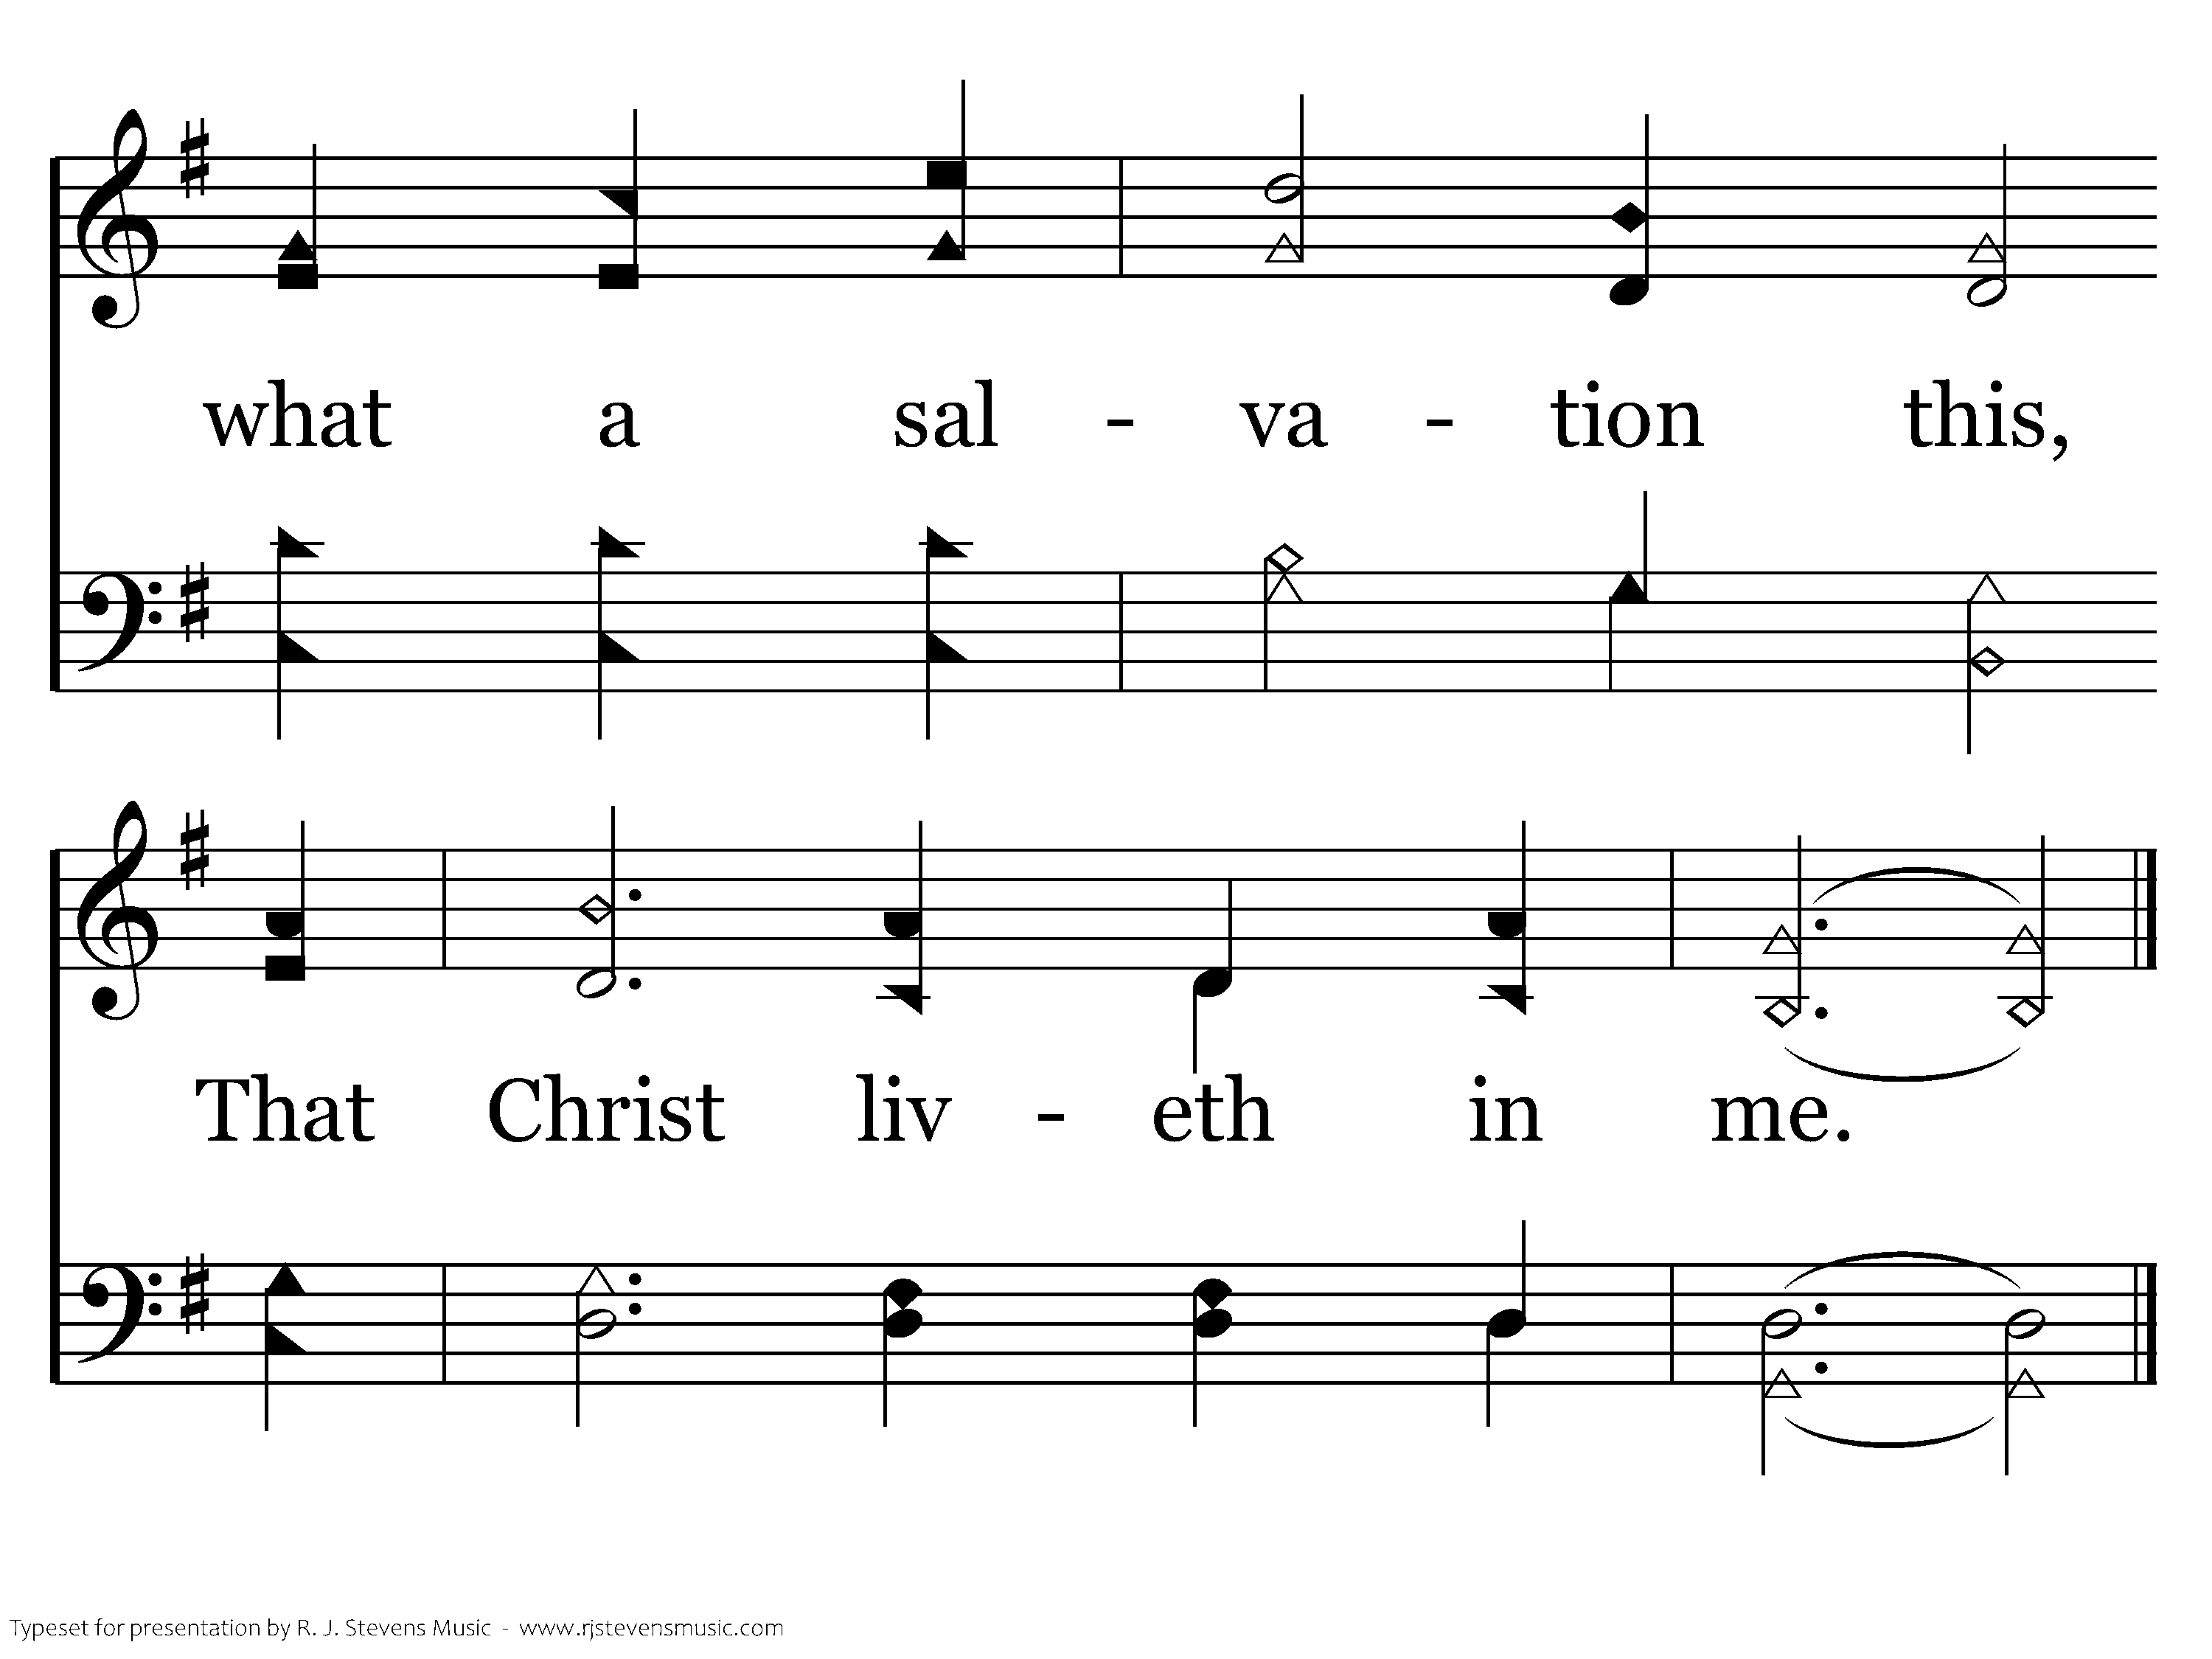 what a sal - va - tion this,
That Christ liv - eth in me.
Typeset for presentation by R. J. Stevens Music - www.rjstevensmusic.com